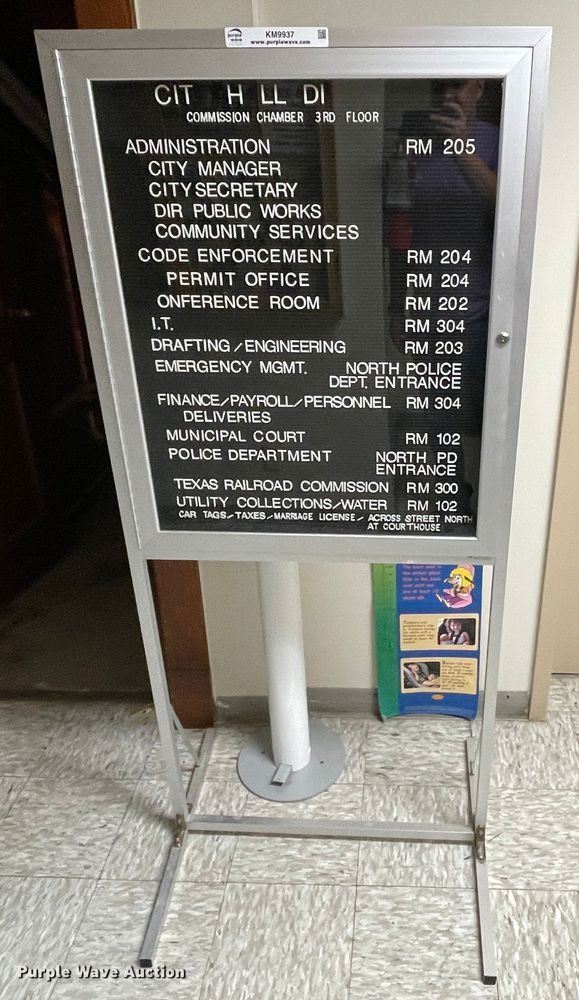 purple wave
KM9937
www.purplewave.com
CIT H LL DI
COMMISSION CHAMBER 3RD FLOOR
ADMINISTRATION RM 205
CITY MANAGER
CITY SECRETARY
DIR PUBLIC WORKS
COMMUNITY SERVICES
CODE ENFORCEMENT RM 204
PERMIT OFFICE RM 204
ONFERENCE ROOM RM 202
I.T. RM 304
DRAFTING/ENGINEERING RM 203
EMERGENCY MGMT. NORTH POLICE
DEPT. ENTRANCE
FINANCE/PAYROLL/PERSONNEL RM 304
DELIVERIES
MUNICIPAL COURT RM 102
POLICE DEPARTMENT NORTH PD
ENTRANCE
TEXAS RAILROAD COMMISSION RM 300
UTILITY COLLECTIONS/WATER RM 102
CAR TAGS/TAXES/MARRIAGE LICENSE/ ACROSS STREET NORTH
AT COURTHOUSE
Purple Wave Auction